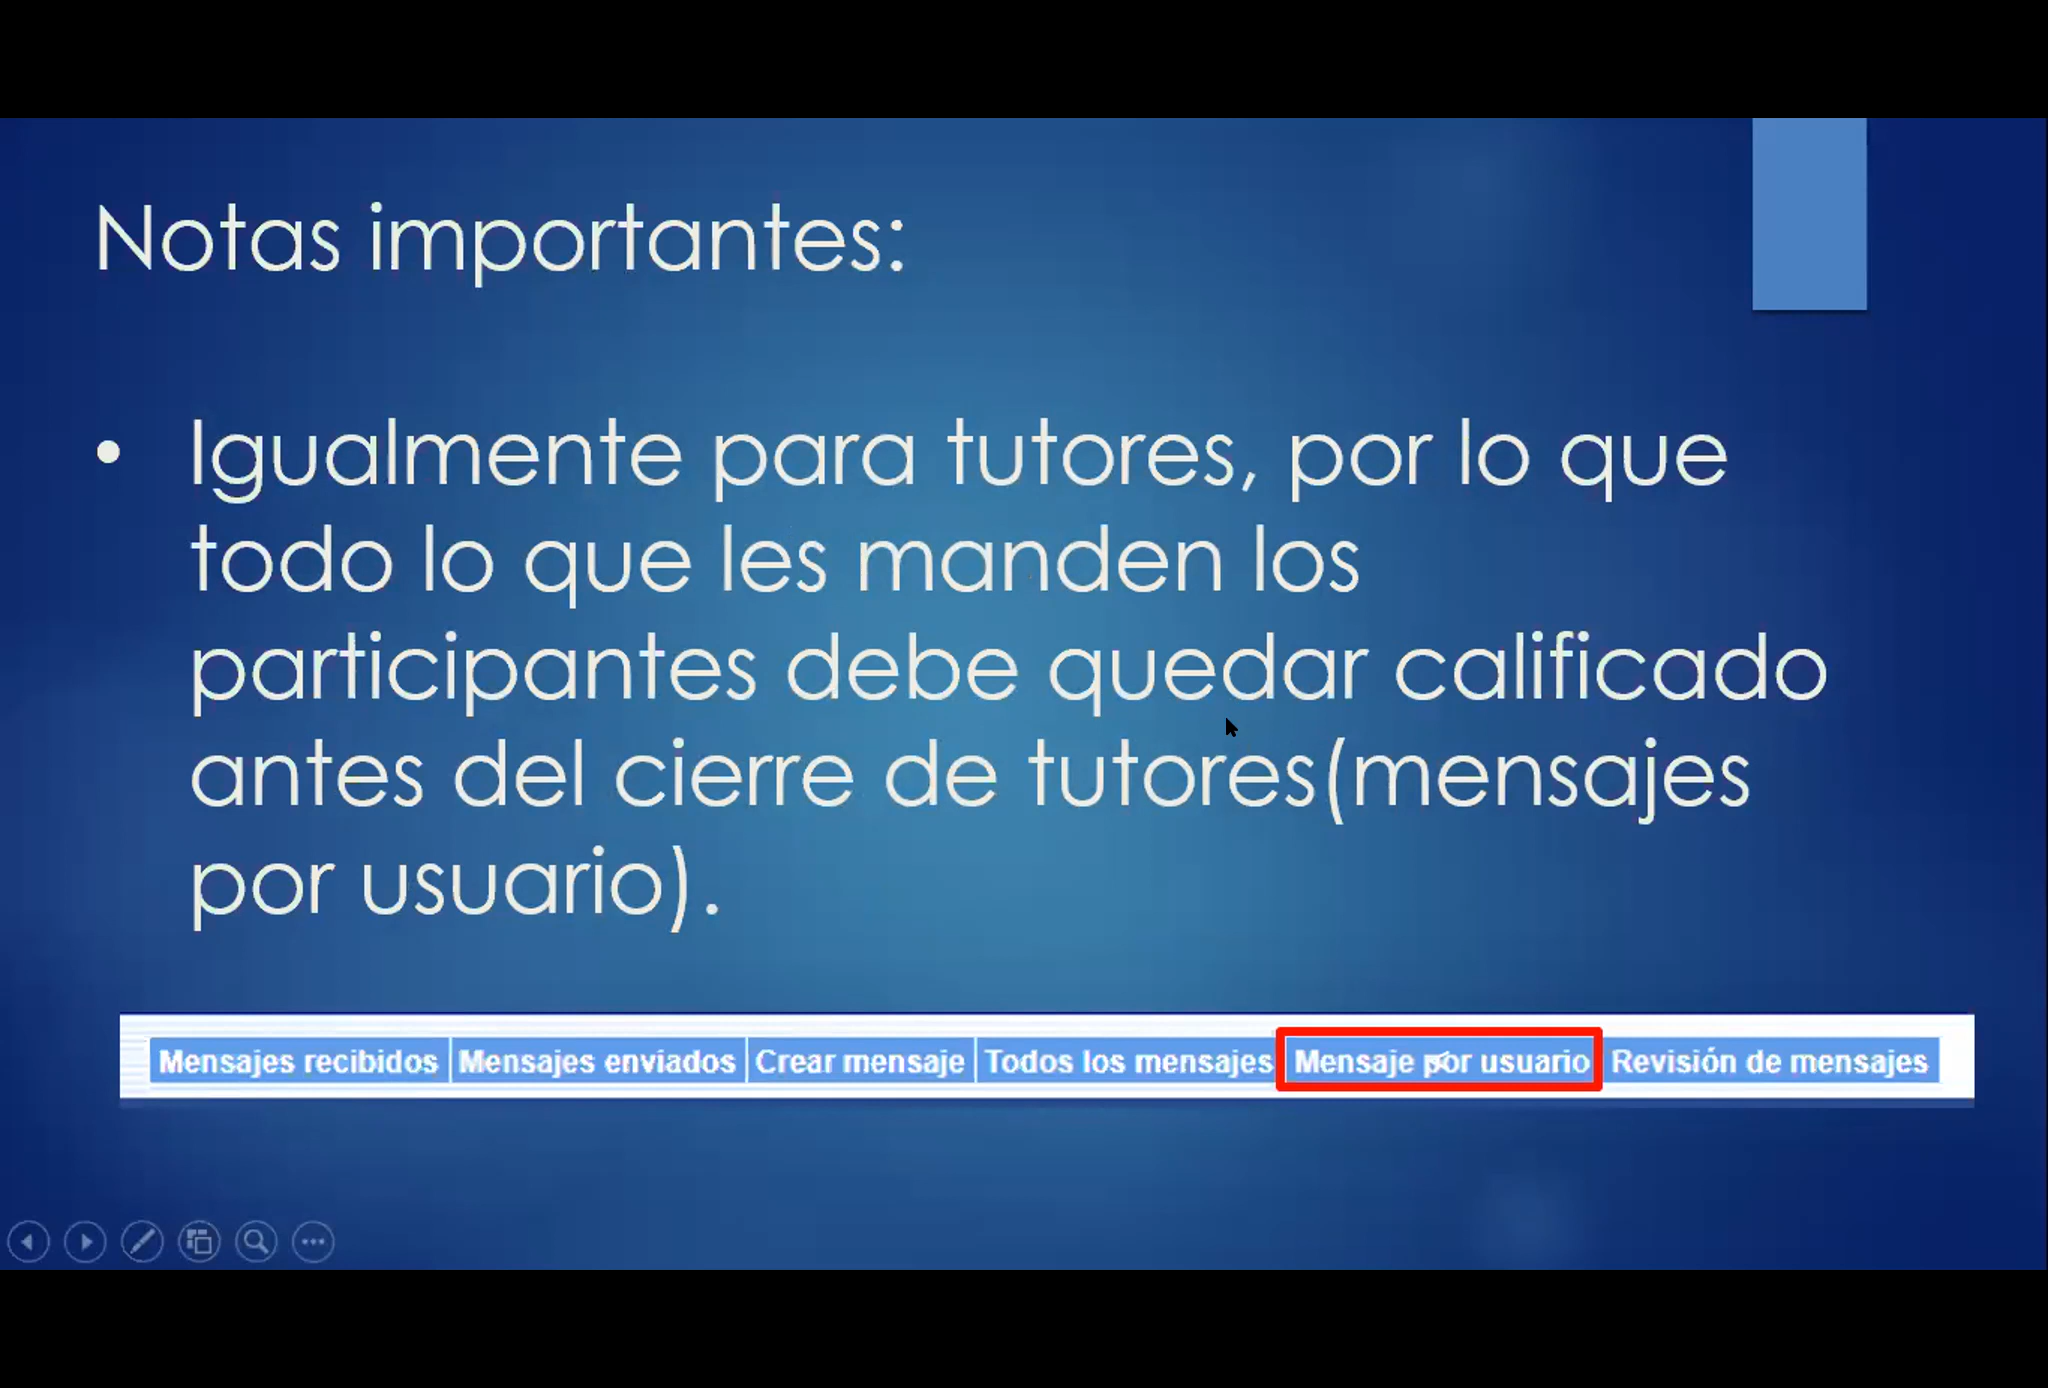 Notas importantes:
• Igualmente para tutores, por lo que
todo lo que les manden los
participantes debe quedar calificado
antes del cierre de tutores(mensajes
por usuario).
Mensajes recibidos Mensajes enviados Crear mensaje Todos los mensajes Mensaje por usuario Revisión de mensajes